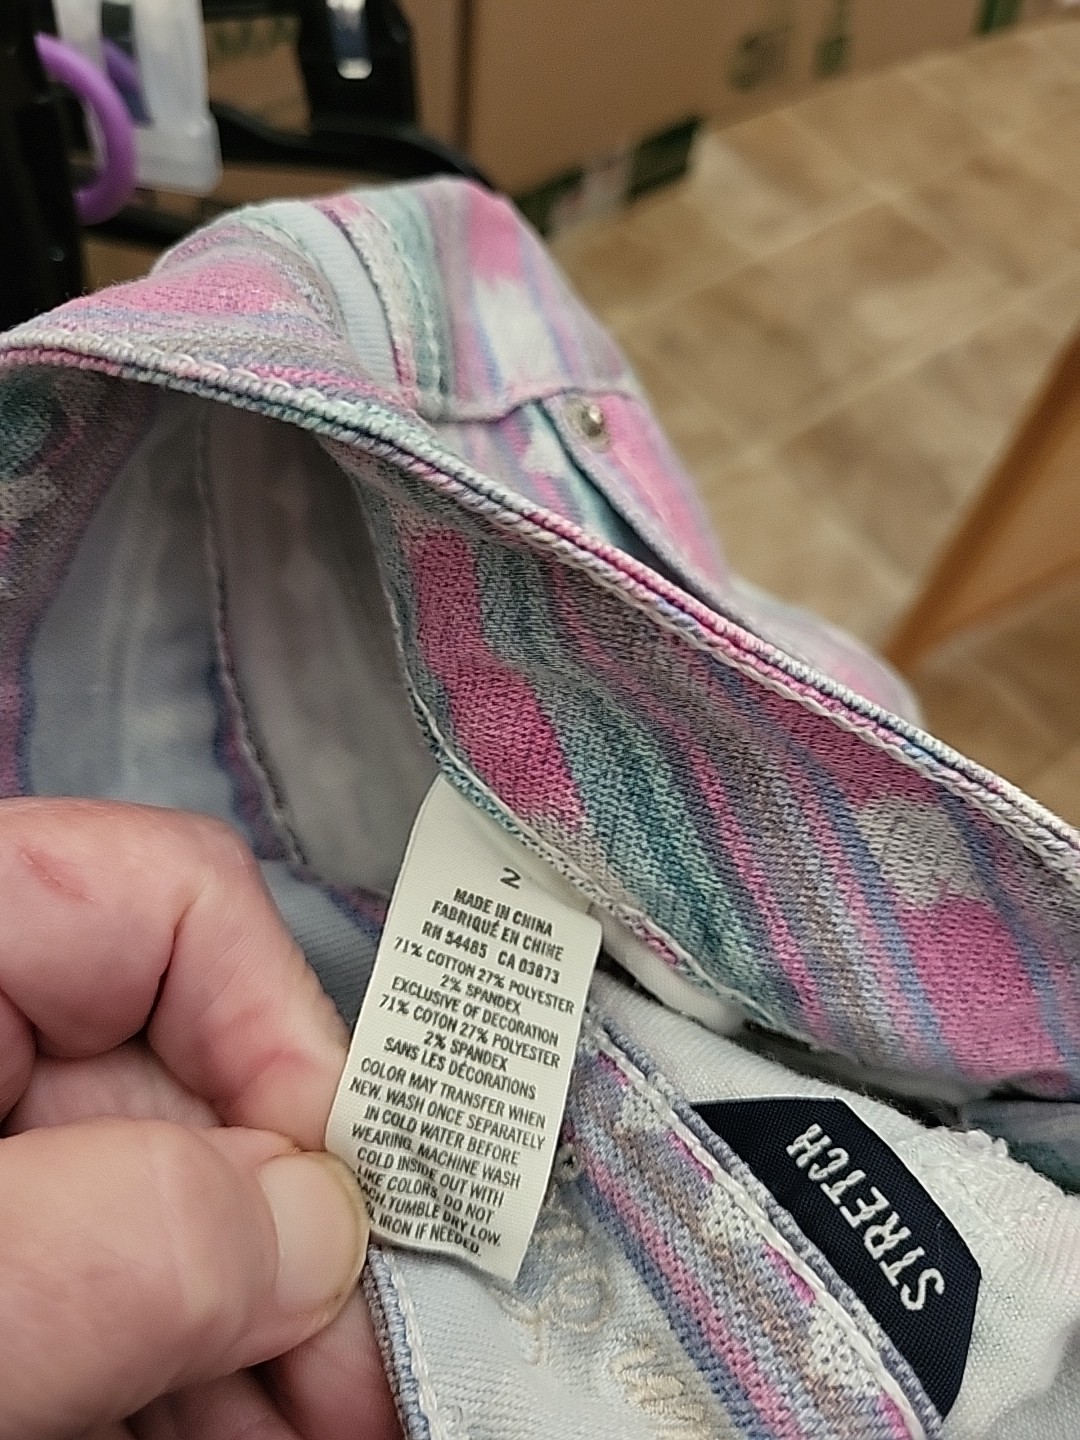 2
MADE IN CHINA
FABRIQUÉ EN CHINE
RN 54485 CA 03873
71% COTTON 27% POLYESTER
2% SPANDEX
EXCLUSIVE OF DECORATION
71% COTON 27% POLYESTER
2% SPANDEX
SANS LES DÉCORATIONS
COLOR MAY TRANSFER WHEN
NEW. WASH ONCE SEPARATELY
IN COLD WATER BEFORE
WEARING. MACHINE WASH
COLD INSIDE OUT WITH
LIKE COLORS. DO NOT
TUMBLE DRY LOW.
IRON IF NEEDED.
STRETCH